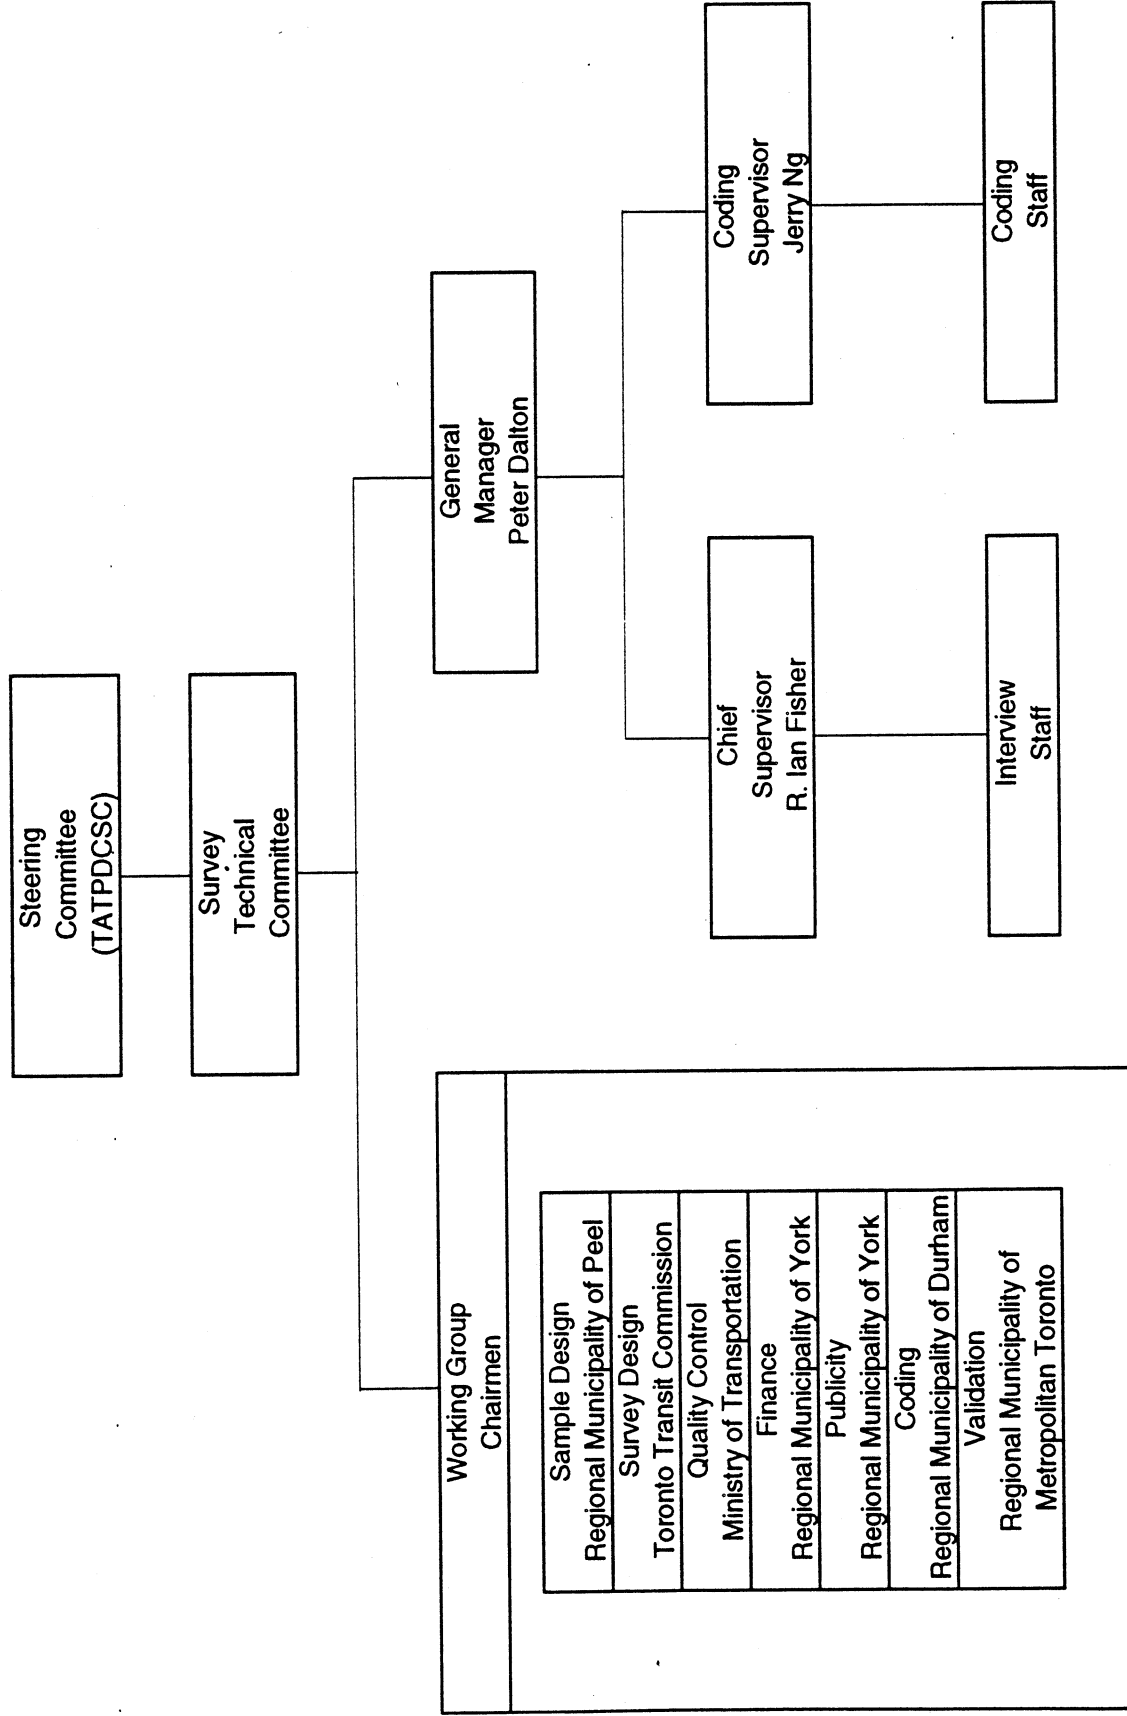 Steering
Committee
(TATPDCSC)
Survey
Technical
Committee
Working Group
Chairmen
Sample Design
Regional Municipality of Peel
Survey Design
Toronto Transit Commission
Quality Control
Ministry of Transportation
Finance
Regional Municipality of York
Publicity
Regional Municipality of York
Coding
Regional Municipality of Durham
Validation
Regional Municipality of
Metropolitan Toronto
General
Manager
Peter Dalton
Chief
Supervisor
R. Ian Fisher
Interview
Staff
Coding
Supervisor
Jerry Ng
Coding
Staff